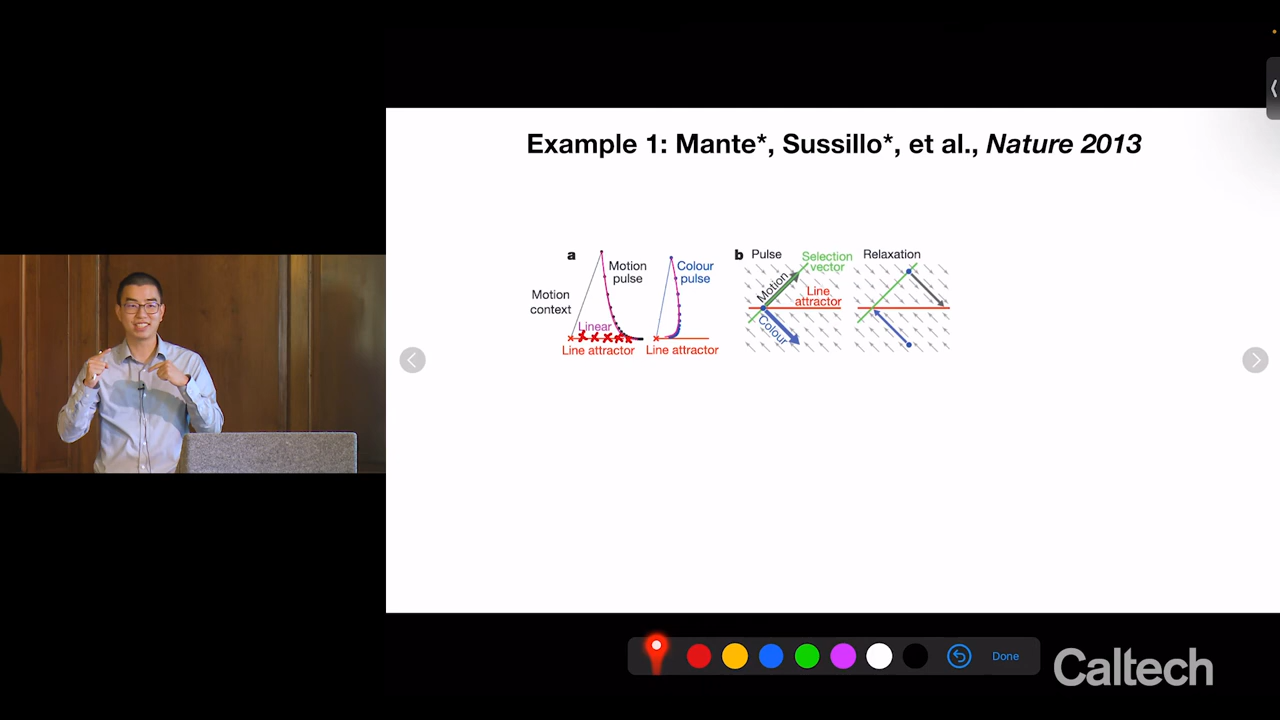 Example 1: Mante*, Sussillo*, et al., Nature 2013
a
Motion pulse
Colour pulse
Motion context
Linear
Line attractor
Line attractor
b Pulse
Selection vector
Motion
Line attractor
Colour
Relaxation
Done
Caltech